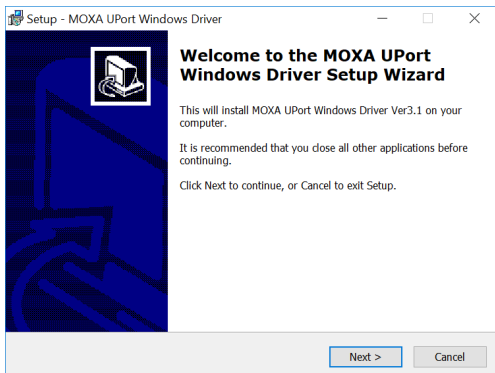 Setup - MOXA UPort Windows Driver
Welcome to the MOXA UPort
Windows Driver Setup Wizard
This will install MOXA UPort Windows Driver Ver3.1 on your
computer.
It is recommended that you close all other applications before
continuing.
Click Next to continue, or Cancel to exit Setup.
Next >
Cancel